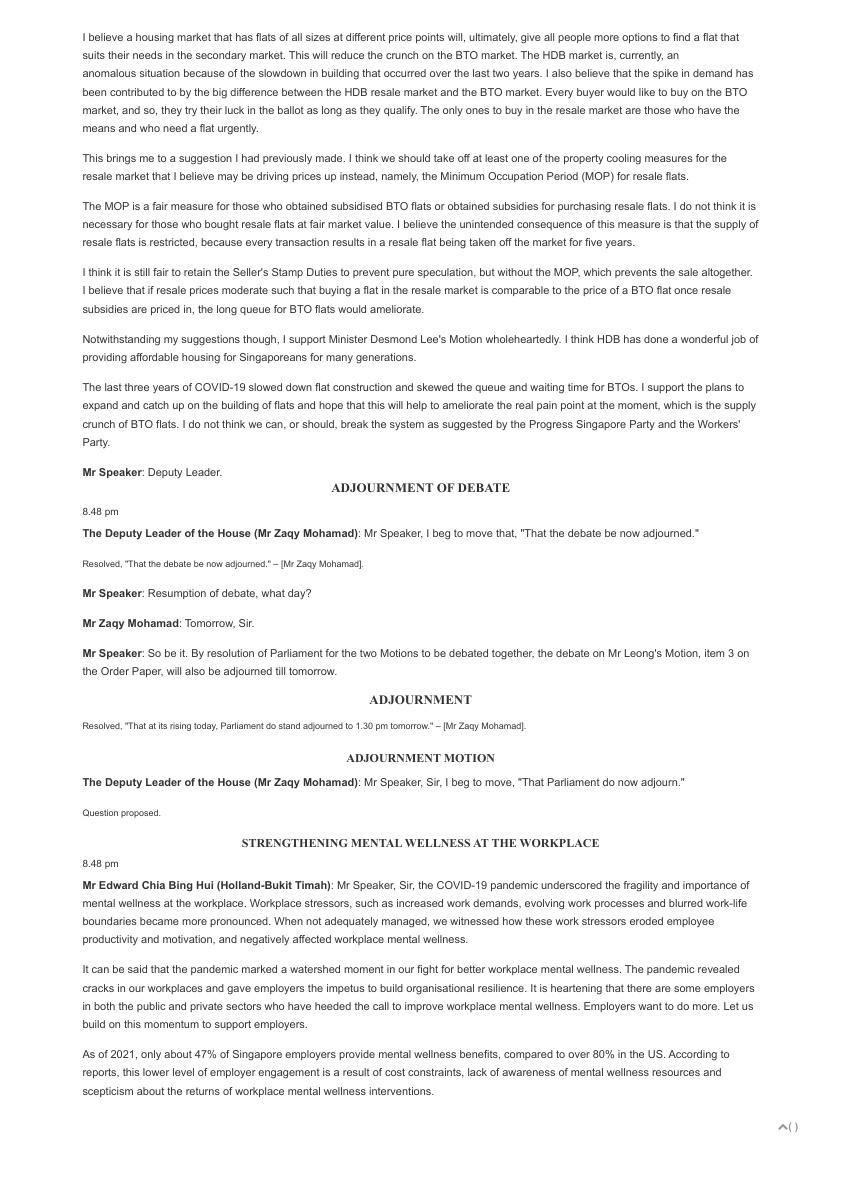 I believe a housing market that has flats of all sizes at different price points will, ultimately, give all people more options to find a flat that
suits their needs in the secondary market. This will reduce the crunch on the BTO market. The HDB market is, currently, an
anomalous situation because of the slowdown in building that occurred over the last two years. I also believe that the spike in demand has
been contributed to by the big difference between the HDB resale market and the BTO market. Every buyer would like to buy on the BTO
market, and so, they try their luck in the ballot as long as they qualify. The only ones to buy in the resale market are those who have the
means and who need a flat urgently.
This brings me to a suggestion I had previously made. I think we should take off at least one of the property cooling measures for the
resale market that I believe may be driving prices up instead, namely, the Minimum Occupation Period (MOP) for resale flats.
The MOP is a fair measure for those who obtained subsidised BTO flats or obtained subsidies for purchasing resale flats. I do not think it is
necessary for those who bought resale flats at fair market value. I believe the unintended consequence of this measure is that the supply of
resale flats is restricted, because every transaction results in a resale flat being taken off the market for five years.
I think it is still fair to retain the Seller's Stamp Duties to prevent pure speculation, but without the MOP, which prevents the sale altogether.
I believe that if resale prices moderate such that buying a flat in the resale market is comparable to the price of a BTO flat once resale
subsidies are priced in, the long queue for BTO flats would ameliorate.
Notwithstanding my suggestions though, I support Minister Desmond Lee's Motion wholeheartedly. I think HDB has done a wonderful job of
providing affordable housing for Singaporeans for many generations.
The last three years of COVID-19 slowed down flat construction and skewed the queue and waiting time for BTOs. I support the plans to
expand and catch up on the building of flats and hope that this will help to ameliorate the real pain point at the moment, which is the supply
crunch of BTO flats. I do not think we can, or should, break the system as suggested by the Progress Singapore Party and the Workers'
Party.
Mr Speaker: Deputy Leader.
ADJOURNMENT OF DEBATE
8.48 pm
The Deputy Leader of the House (Mr Zaqy Mohamad): Mr Speaker, I beg to move that, "That the debate be now adjourned."
Resolved, "That the debate be now adjourned." – [Mr Zaqy Mohamad].
Mr Speaker: Resumption of debate, what day?
Mr Zaqy Mohamad: Tomorrow, Sir.
Mr Speaker: So be it. By resolution of Parliament for the two Motions to be debated together, the debate on Mr Leong's Motion, item 3 on
the Order Paper, will also be adjourned till tomorrow.
ADJOURNMENT
Resolved, "That at its rising today, Parliament do stand adjourned to 1.30 pm tomorrow." – [Mr Zaqy Mohamad].
ADJOURNMENT MOTION
The Deputy Leader of the House (Mr Zaqy Mohamad): Mr Speaker, Sir, I beg to move, "That Parliament do now adjourn."
Question proposed.
STRENGTHENING MENTAL WELLNESS AT THE WORKPLACE
8.48 pm
Mr Edward Chia Bing Hui (Holland-Bukit Timah): Mr Speaker, Sir, the COVID-19 pandemic underscored the fragility and importance of
mental wellness at the workplace. Workplace stressors, such as increased work demands, evolving work processes and blurred work-life
boundaries became more pronounced. When not adequately managed, we witnessed how these work stressors eroded employee
productivity and motivation, and negatively affected workplace mental wellness.
It can be said that the pandemic marked a watershed moment in our fight for better workplace mental wellness. The pandemic revealed
cracks in our workplaces and gave employers the impetus to build organisational resilience. It is heartening that there are some employers
in both the public and private sectors who have heeded the call to improve workplace mental wellness. Employers want to do more. Let us
build on this momentum to support employers.
As of 2021, only about 47% of Singapore employers provide mental wellness benefits, compared to over 80% in the US. According to
reports, this lower level of employer engagement is a result of cost constraints, lack of awareness of mental wellness resources and
scepticism about the returns of workplace mental wellness interventions.
( )